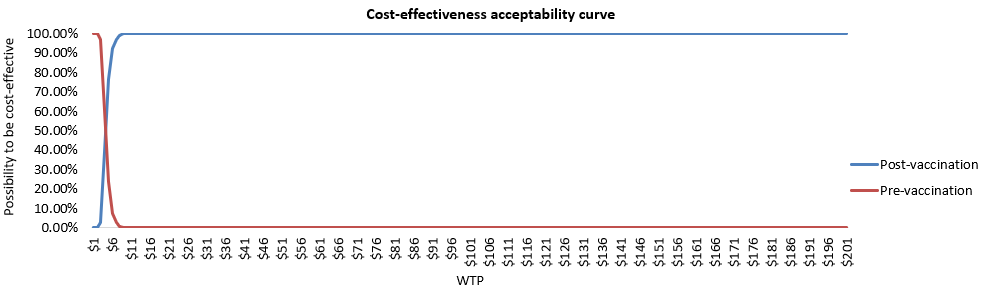 Cost-effectiveness acceptability curve
Possibility to be cost-effective
100.00%
90.00%
80.00%
70.00%
60.00%
50.00%
40.00%
30.00%
20.00%
10.00%
0.00%
$1 $6 $11 $16 $21 $26 $31 $36 $41 $46 $51 $56 $61 $66 $71 $76 $81 $86 $91 $96 $101 $106 $111 $116 $121 $126 $131 $136 $141 $146 $151 $156 $161 $166 $171 $176 $181 $186 $191 $196 $201
WTP
Post-vaccination
Pre-vaccination